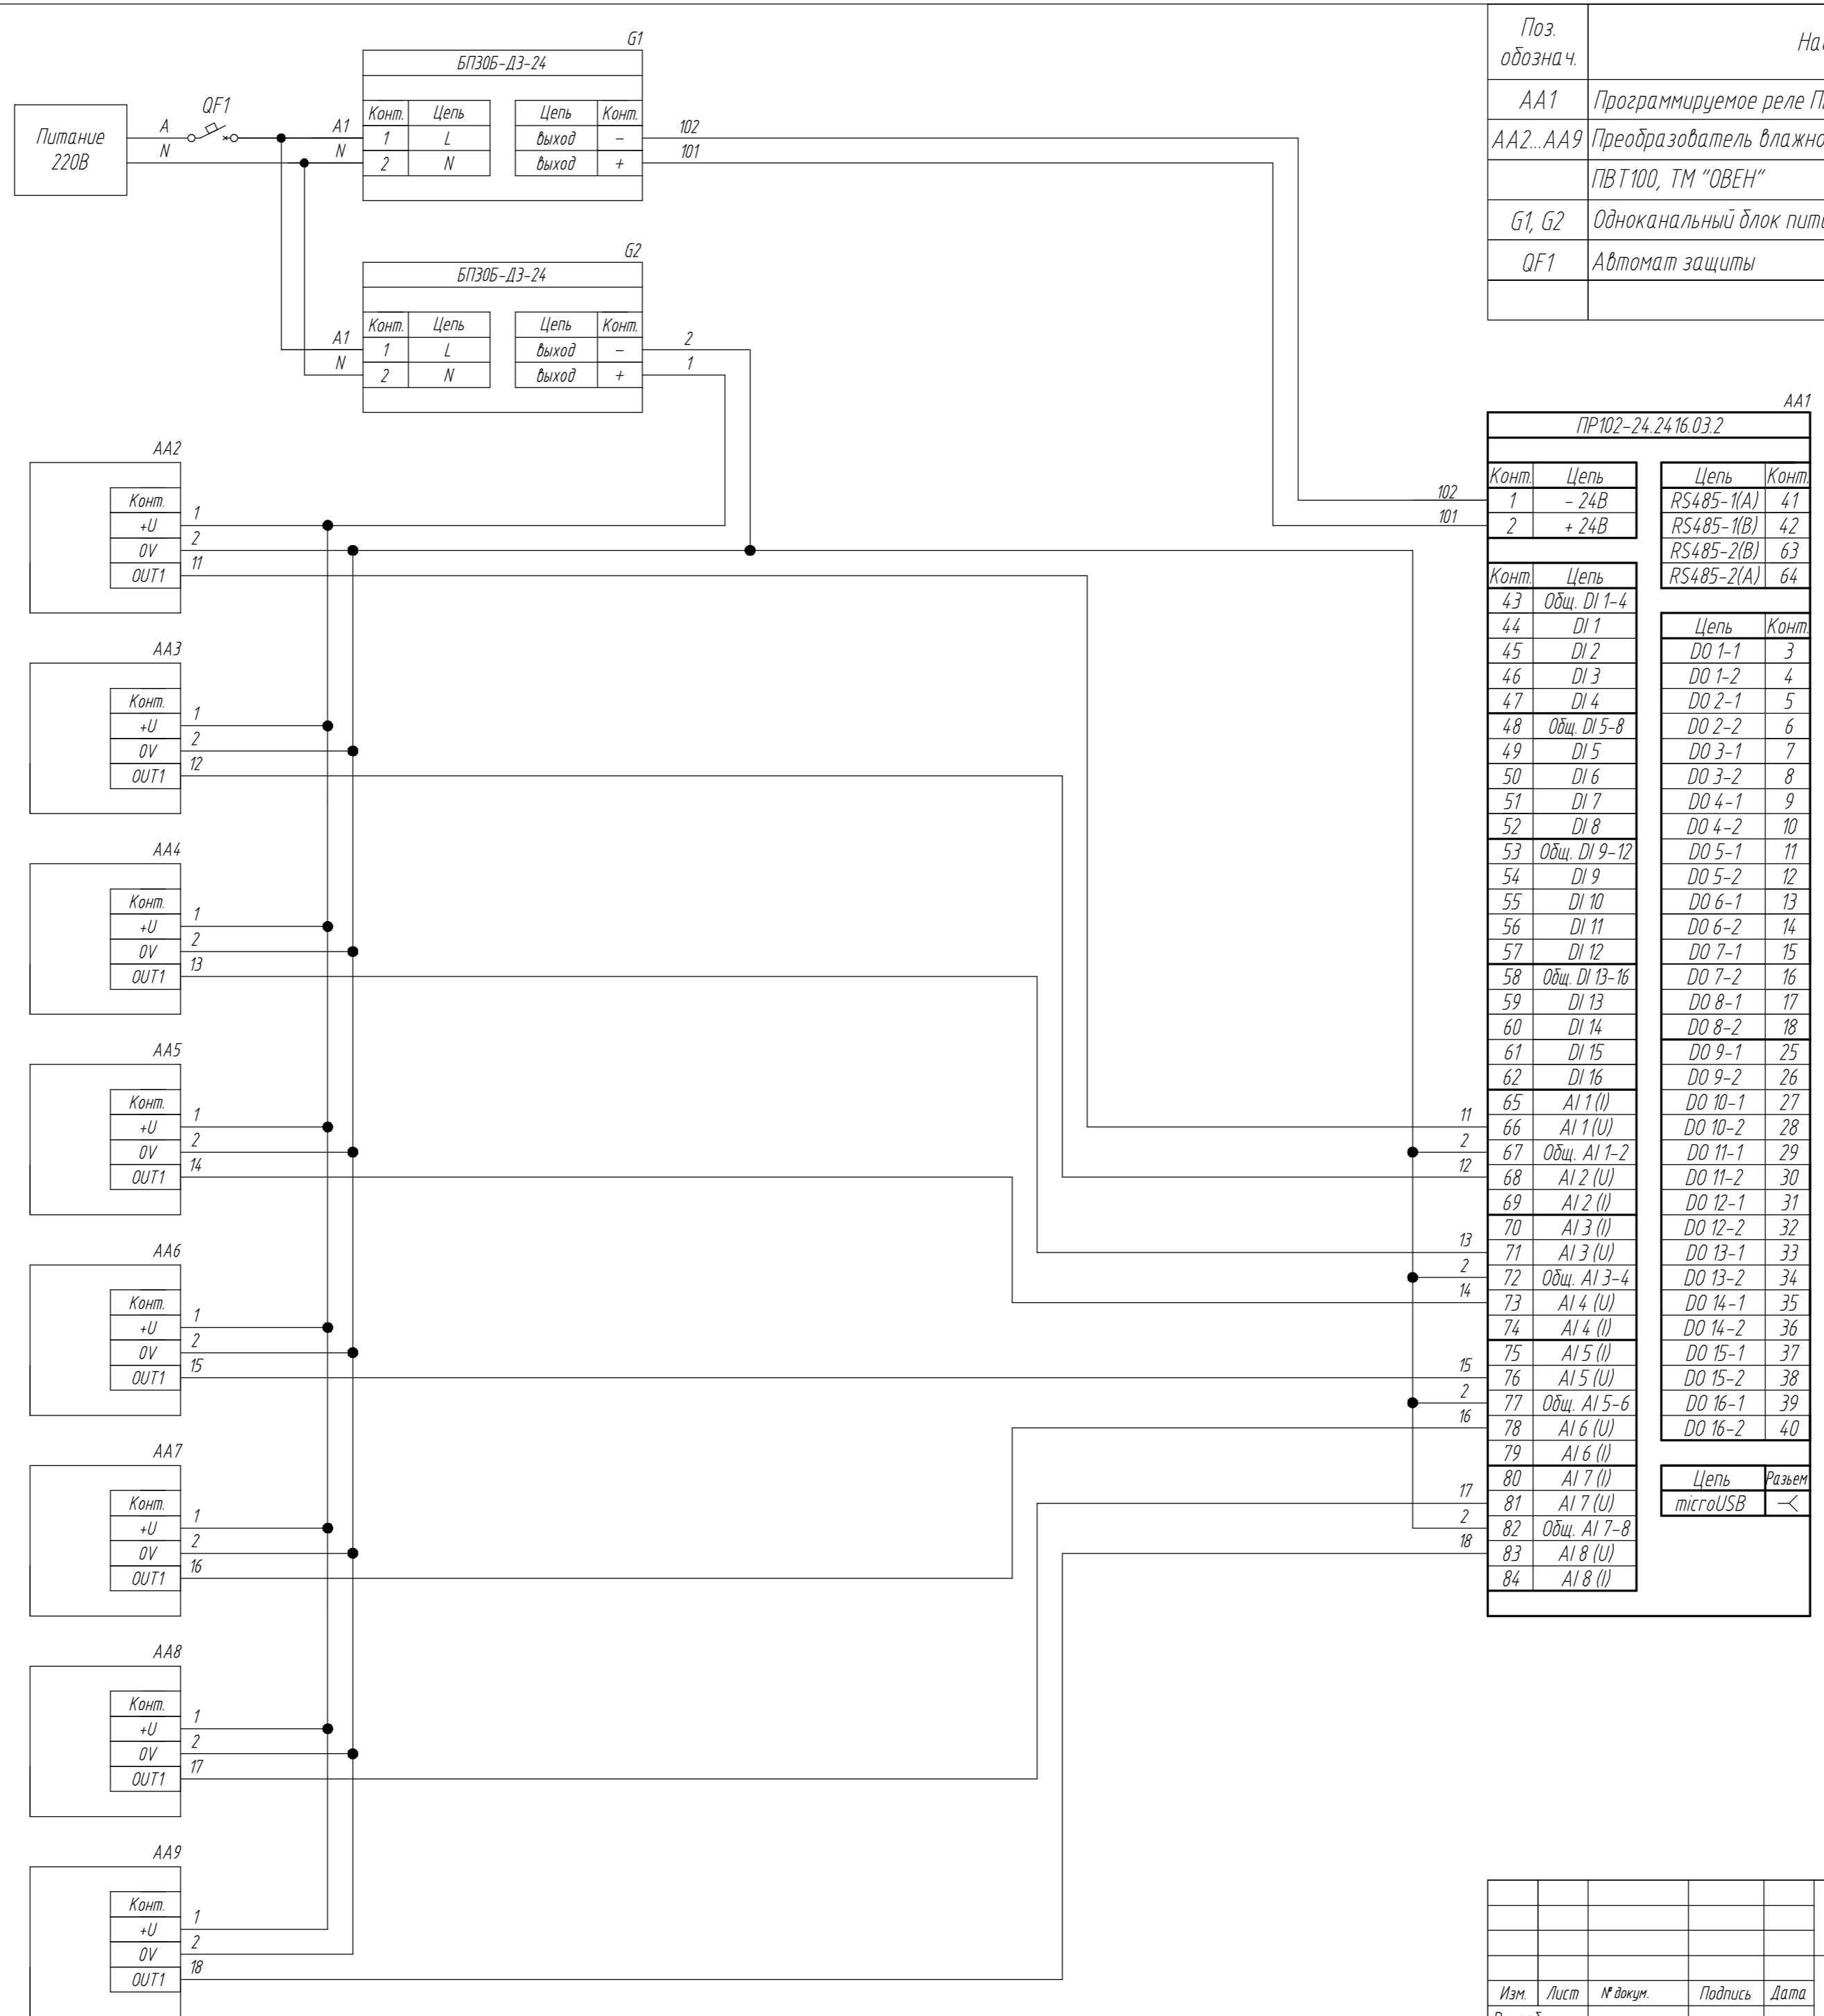 G1
БП30Б-Д3-24
Конт. Цепь Цепь Конт.
1 L выход –
2 N выход +
QF1
Питание
220В
A
N
A1
N
102
101
G2
БП30Б-Д3-24
Конт. Цепь Цепь Конт.
1 L выход –
2 N выход +
A1
N
2
1
Поз.
обознач.
AA1 Программируемое реле
AA2...AA9 Преобразователь
ПВТ100, ТМ "ОВЕН"
G1, G2 Одноканальный блок
QF1 Автомат защиты
AA2
Конт.
+U 1
0V 2
OUT1 11
AA3
Конт.
+U 1
0V 2
OUT1 12
AA4
Конт.
+U 1
0V 2
OUT1 13
AA5
Конт.
+U 1
0V 2
OUT1 14
AA6
Конт.
+U 1
0V 2
OUT1 15
AA7
Конт.
+U 1
0V 2
OUT1 16
AA8
Конт.
+U 1
0V 2
OUT1 17
AA9
Конт.
+U 1
0V 2
OUT1 18
AA1
ПР102-24.2416.03.2
Конт. Цепь
102 1 – 24В
101 2 + 24В
Конт. Цепь
43 Общ. DI 1-4
44 DI 1
45 DI 2
46 DI 3
47 DI 4
48 Общ. DI 5-8
49 DI 5
50 DI 6
51 DI 7
52 DI 8
53 Общ. DI 9-12
54 DI 9
55 DI 10
56 DI 11
57 DI 12
58 Общ. DI 13-16
59 DI 13
60 DI 14
61 DI 15
62 DI 16
65 AI 1 (I)
11 66 AI 1 (U)
2 67 Общ. AI 1-2
12 68 AI 2 (U)
69 AI 2 (I)
70 AI 3 (I)
13 71 AI 3 (U)
2 72 Общ. AI 3-4
14 73 AI 4 (U)
74 AI 4 (I)
75 AI 5 (I)
15 76 AI 5 (U)
2 77 Общ. AI 5-6
16 78 AI 6 (U)
79 AI 6 (I)
80 AI 7 (I)
17 81 AI 7 (U)
2 82 Общ. AI 7-8
18 83 AI 8 (U)
84 AI 8 (I)
Цепь Конт.
RS485-1(A) 41
RS485-1(B) 42
RS485-2(B) 63
RS485-2(A) 64
Цепь Конт.
DO 1-1 3
DO 1-2 4
DO 2-1 5
DO 2-2 6
DO 3-1 7
DO 3-2 8
DO 4-1 9
DO 4-2 10
DO 5-1 11
DO 5-2 12
DO 6-1 13
DO 6-2 14
DO 7-1 15
DO 7-2 16
DO 8-1 17
DO 8-2 18
DO 9-1 25
DO 9-2 26
DO 10-1 27
DO 10-2 28
DO 11-1 29
DO 11-2 30
DO 12-1 31
DO 12-2 32
DO 13-1 33
DO 13-2 34
DO 14-1 35
DO 14-2 36
DO 15-1 37
DO 15-2 38
DO 16-1 39
DO 16-2 40
Цепь Разьем
microUSB
Изм. Лист № докум. Подпись Дата